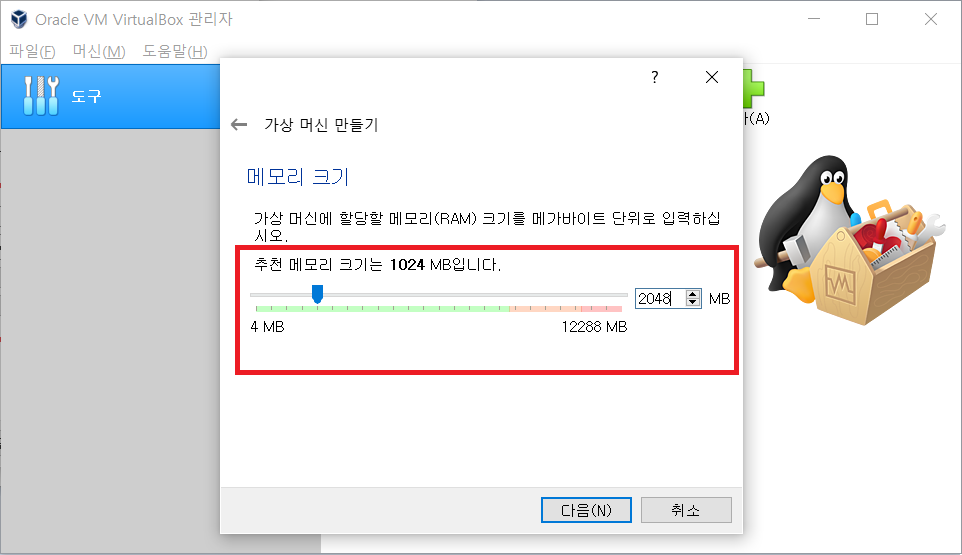 Oracle VM VirtualBox 관리자
파일(F) 머신(M) 도움말(H)
도구
?
(A)
가상 머신 만들기
메모리 크기
가상 머신에 할당할 메모리(RAM) 크기를 메가바이트 단위로 입력하십
시오.
추천 메모리 크기는 1024 MB입니다.
2048 MB
4 MB 12288 MB
다음(N) 취소